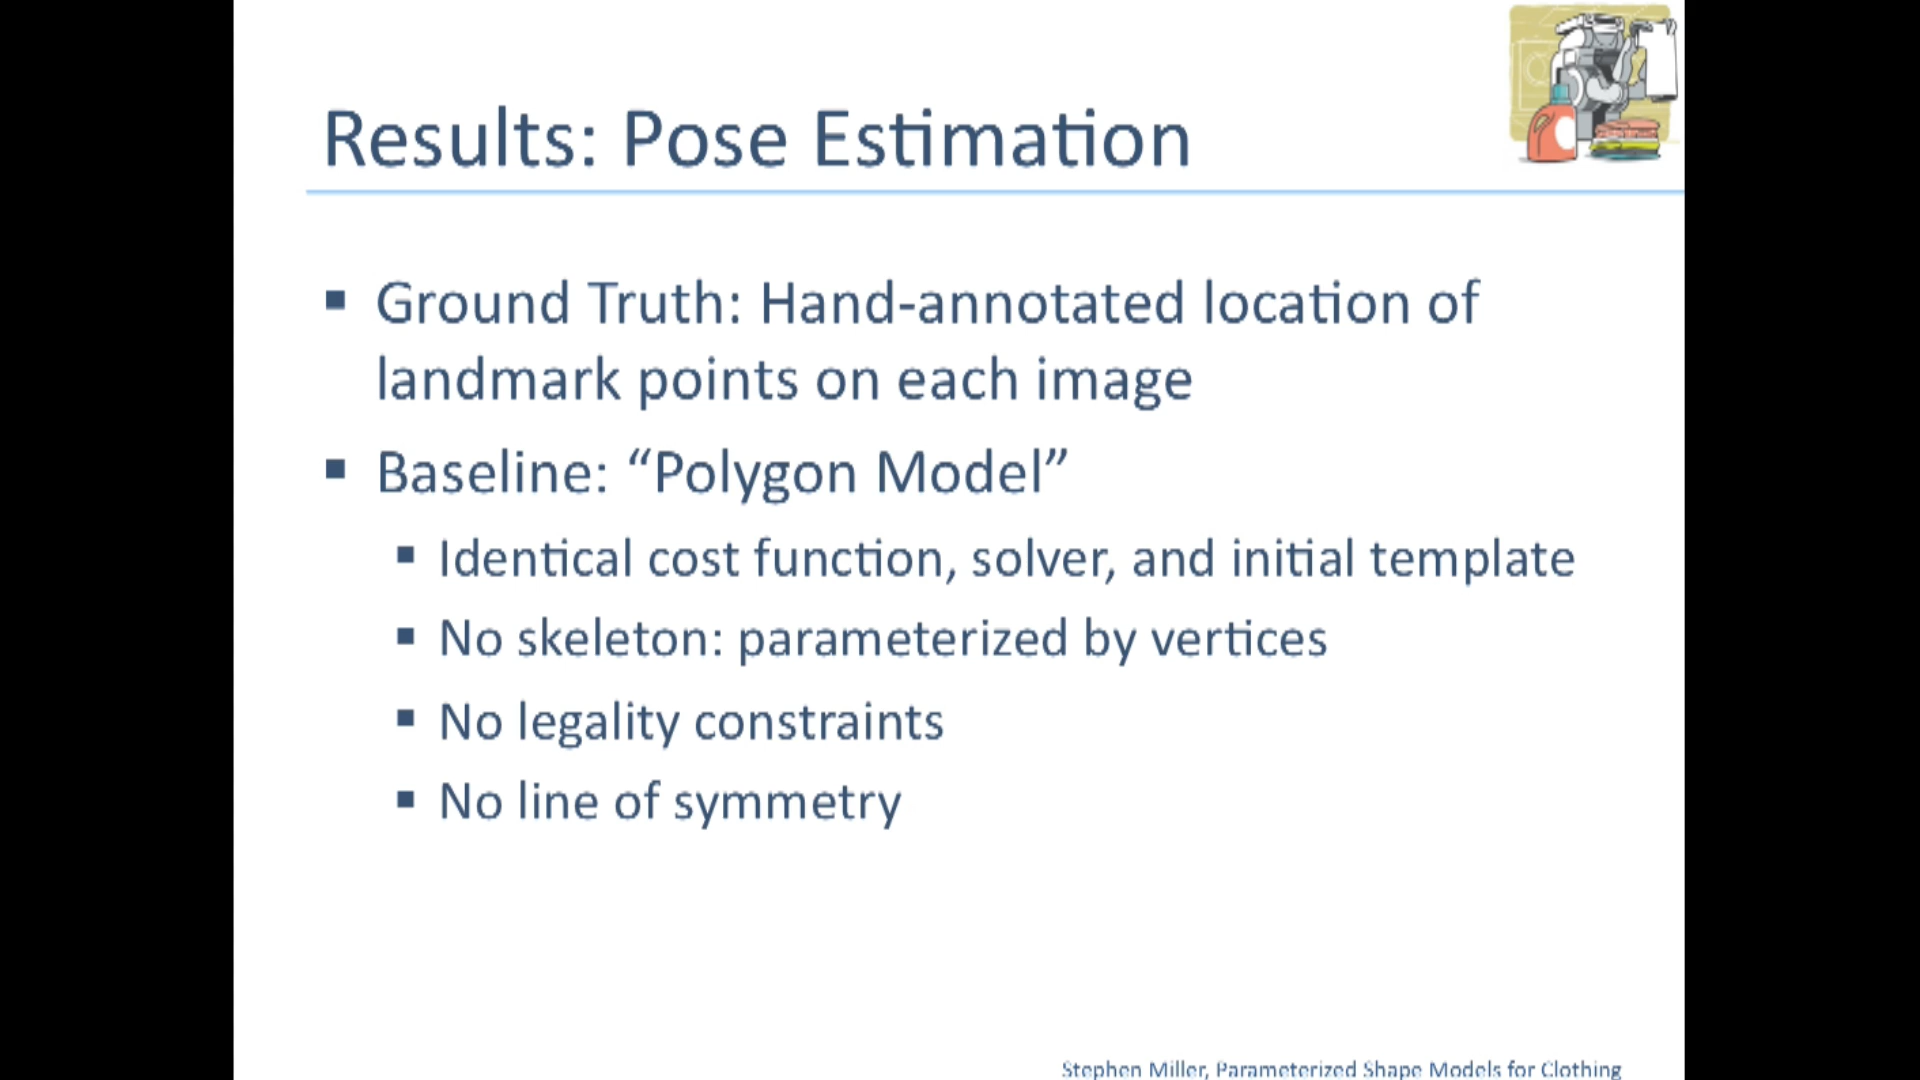 Results: Pose Estimation
Ground Truth: Hand-annotated location of
landmark points on each image
Baseline: “Polygon Model”
Identical cost function, solver, and initial template
No skeleton: parameterized by vertices
No legality constraints
No line of symmetry
Stephen Miller, Parameterized Shape Models for Clothing